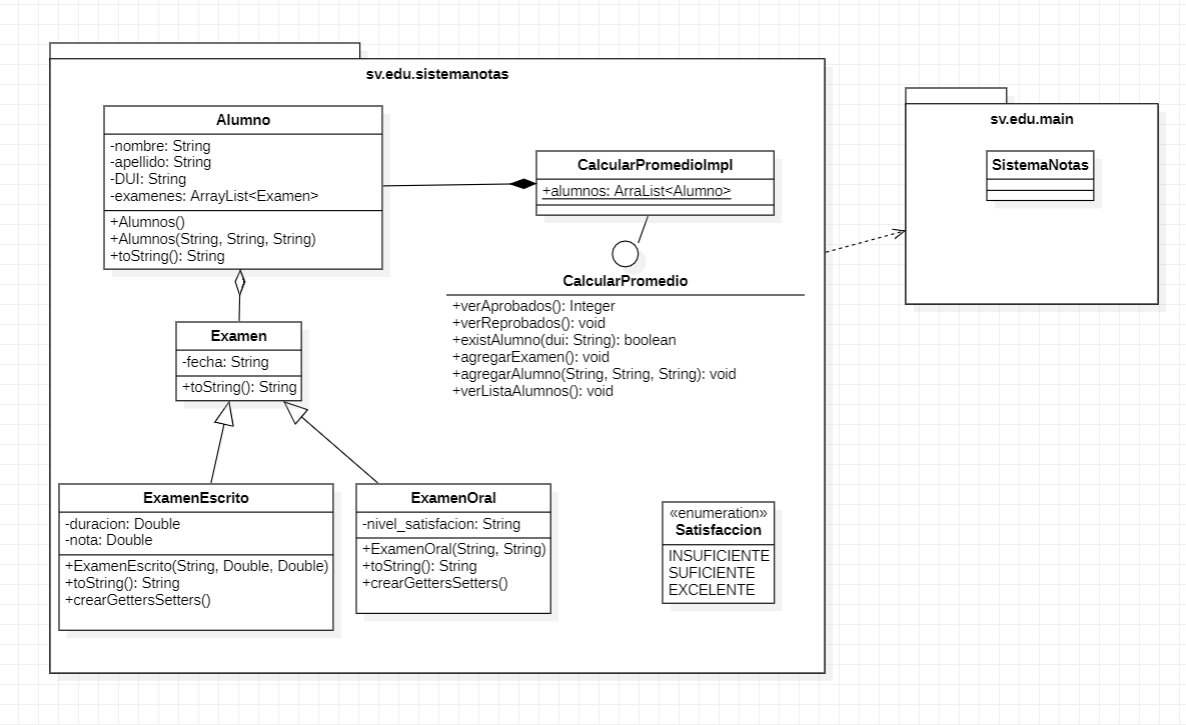 sv.edu.sistemanotas
Alumno
-nombre: String
-apellido: String
-DUI: String
-examenes: ArrayList<Examen>
+Alumnos()
+Alumnos(String, String, String)
+toString(): String
CalcularPromedioImpl
+alumnos: ArraList<Alumno>
CalcularPromedio
+verAprobados(): Integer
+verReprobados(): void
+existAlumno(dui: String): boolean
+agregarExamen(): void
+agregarAlumno(String, String, String): void
+verListaAlumnos(): void
Examen
-fecha: String
+toString(): String
ExamenEscrito
-duracion: Double
-nota: Double
+ExamenEscrito(String, Double, Double)
+toString(): String
+crearGettersSetters()
ExamenOral
-nivel_satisfacion: String
+ExamenOral(String, String)
+toString(): String
+crearGettersSetters()
«enumeration»
Satisfaccion
INSUFICIENTE
SUFICIENTE
EXCELENTE
sv.edu.main
SistemaNotas